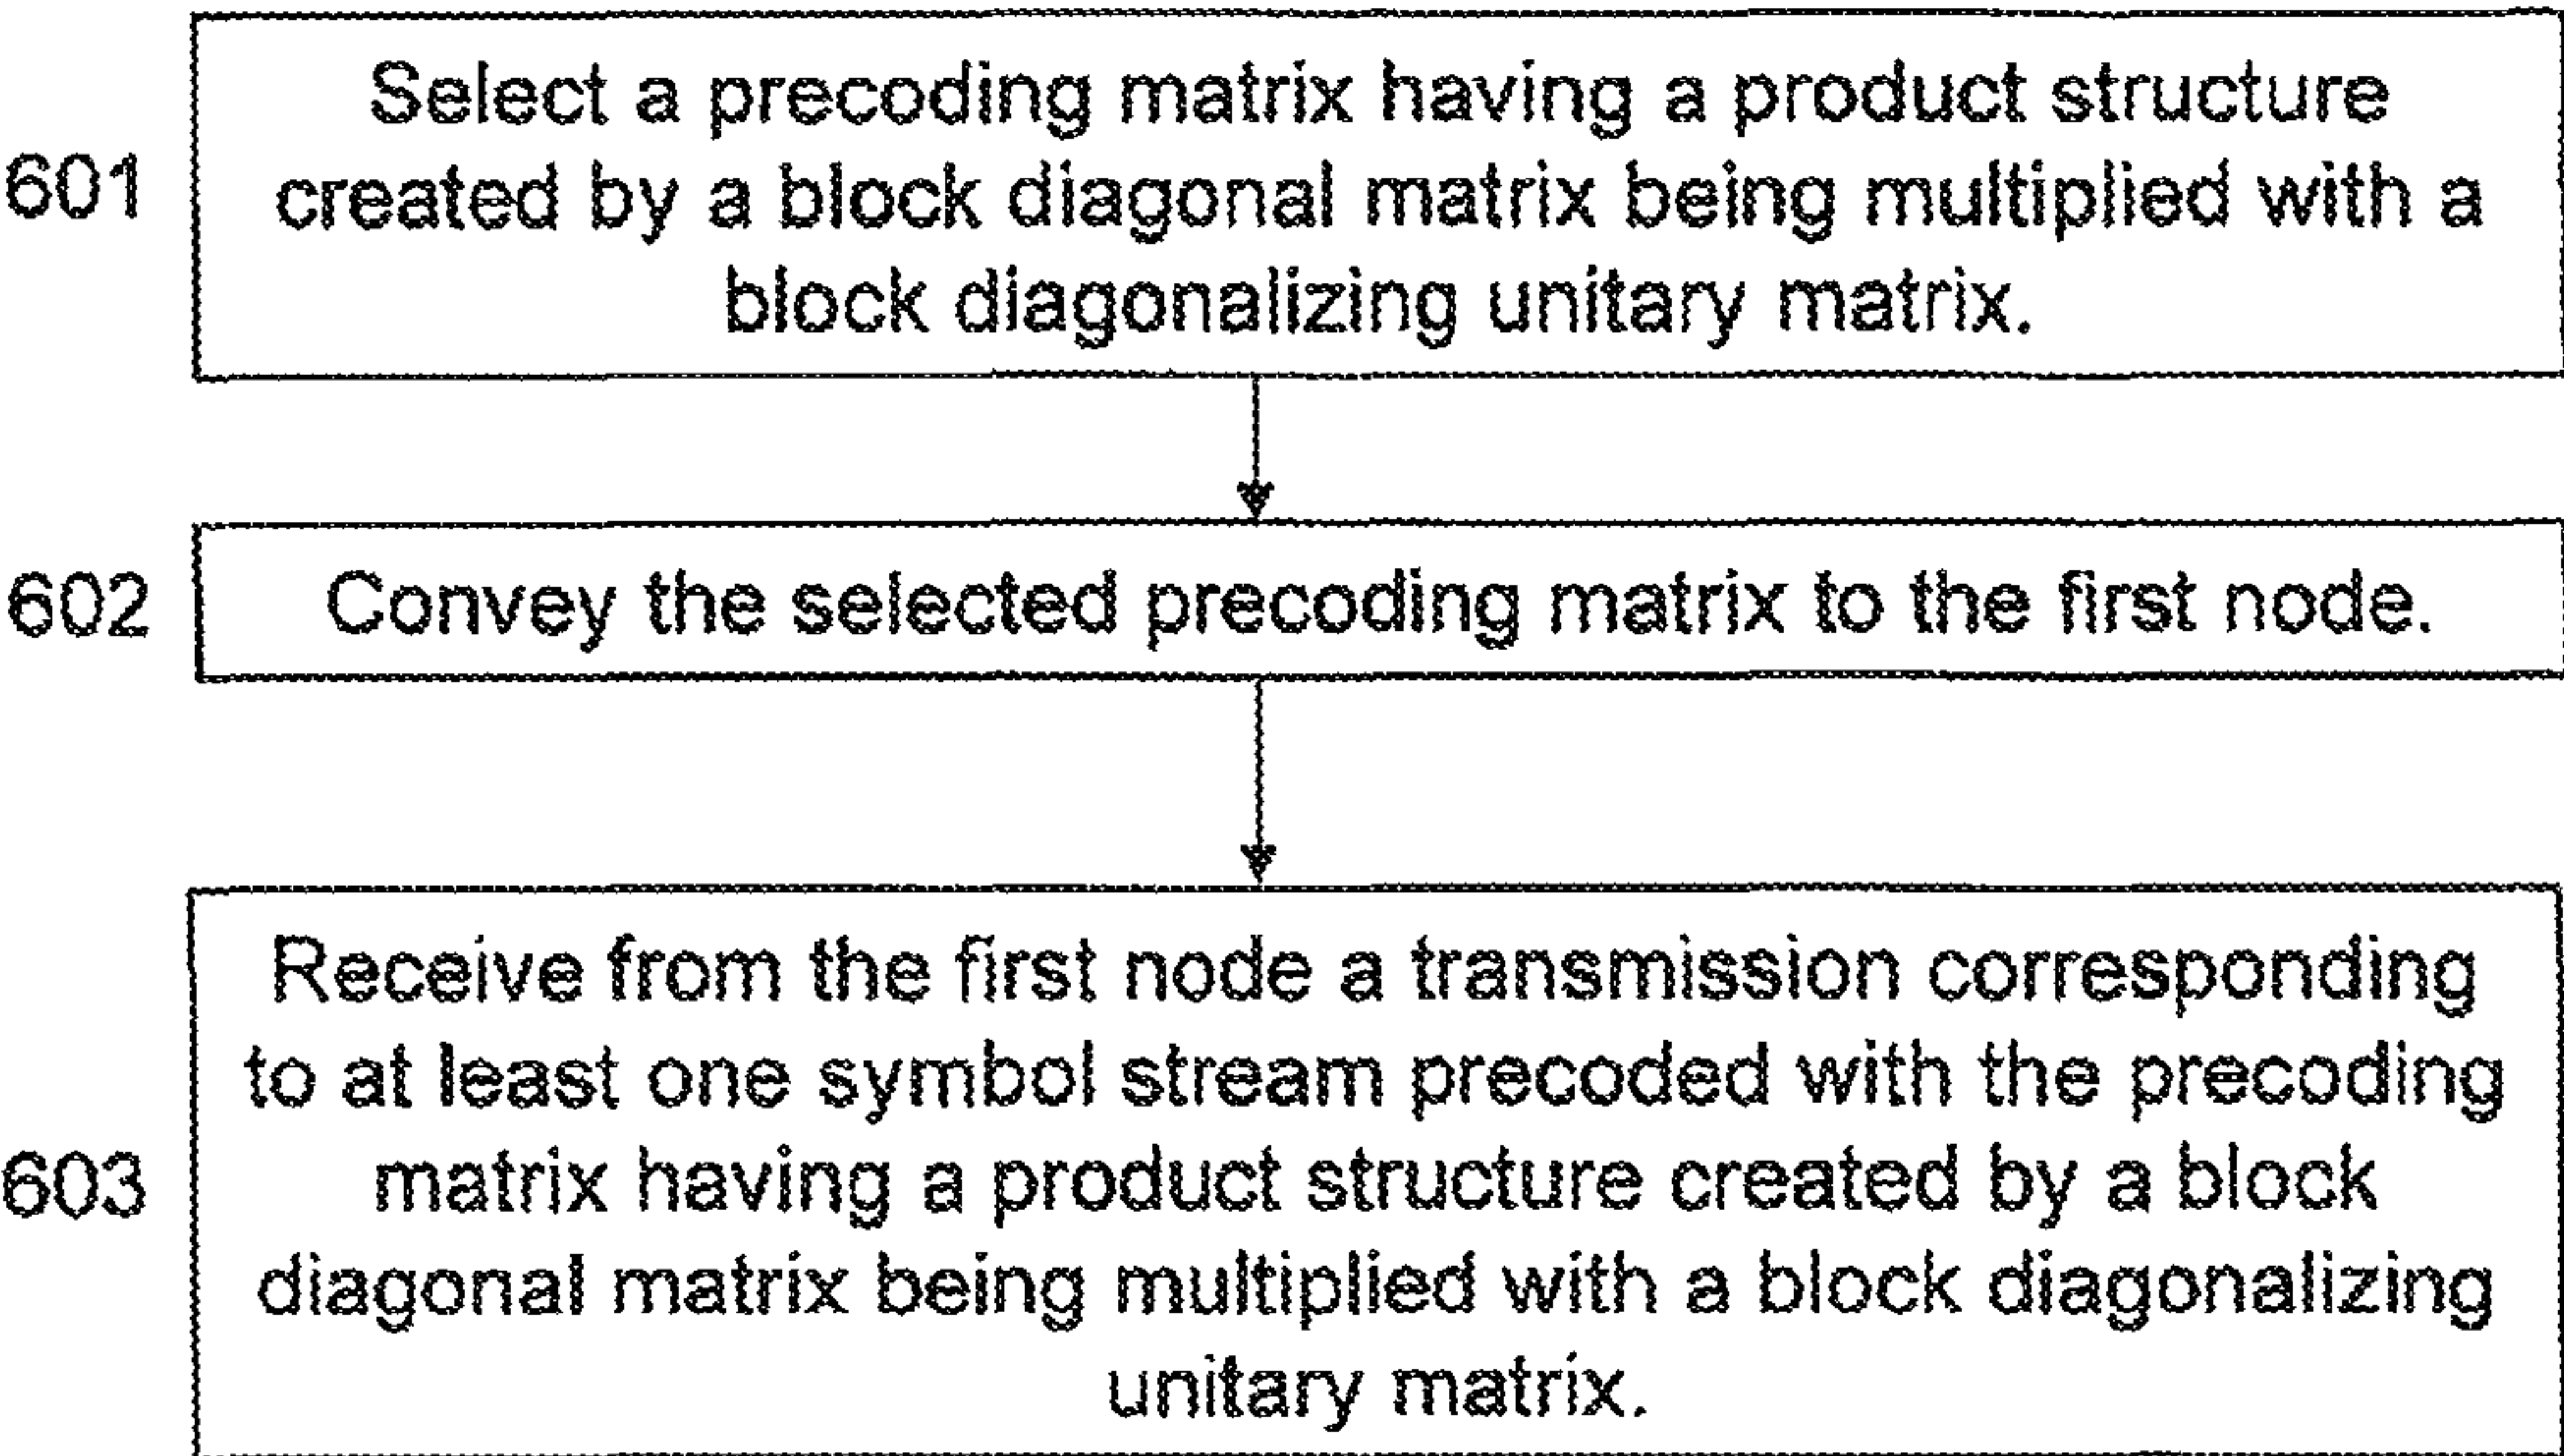 Select a precoding matrix having a product structure
601
created by a block diagonal matrix being multiplied with a
block diagonalizing unitary matrix.
602
Convey the selected precoding matrix to the first node.
Receive from the first node a transmission corresponding
to at least one symbol stream precoded with the precoding
603
matrix having a product structure created by a block
diagonal matrix being multiplied with a block diagonalizing
unitary matrix.